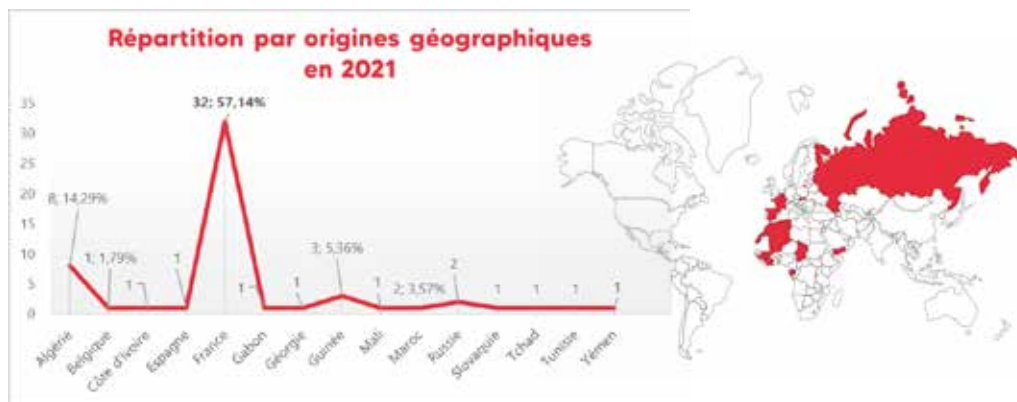 Répartition par origines géographiques
en 2021
32; 57,14%
35
30
25
20
15
10
5
0
8; 14,29%
1; 1,79%
1
1
1
1
3; 5,36%
1
2; 3,57%
2
1
1
1
1
Algérie
Belgique
Côte d'Ivoire
Espagne
France
Gabon
Géorgie
Guinée
Mali
Maroc
Russie
Slovaquie
Tchad
Tunisie
Yémen